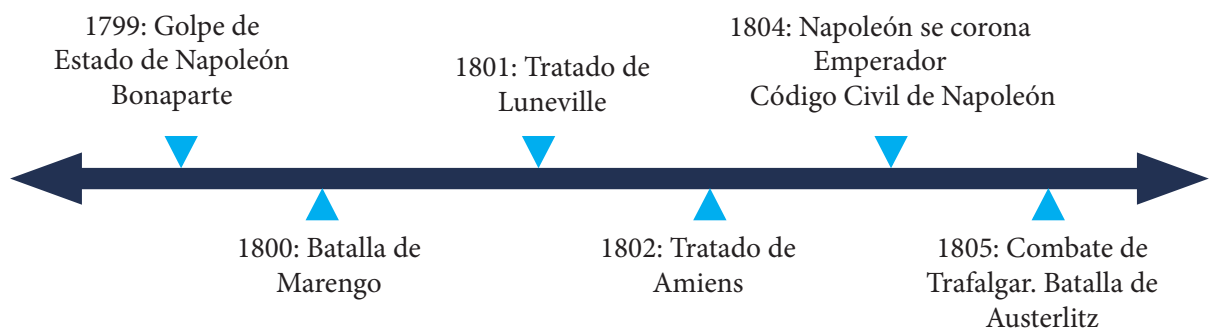 1799: Golpe de
Estado de Napoleón
Bonaparte
1800: Batalla de
Marengo
1801: Tratado de
Luneville
1802: Tratado de
Amiens
1804: Napoleón se corona
Emperador
Código Civil de Napoleón
1805: Combate de
Trafalgar. Batalla de
Austerlitz